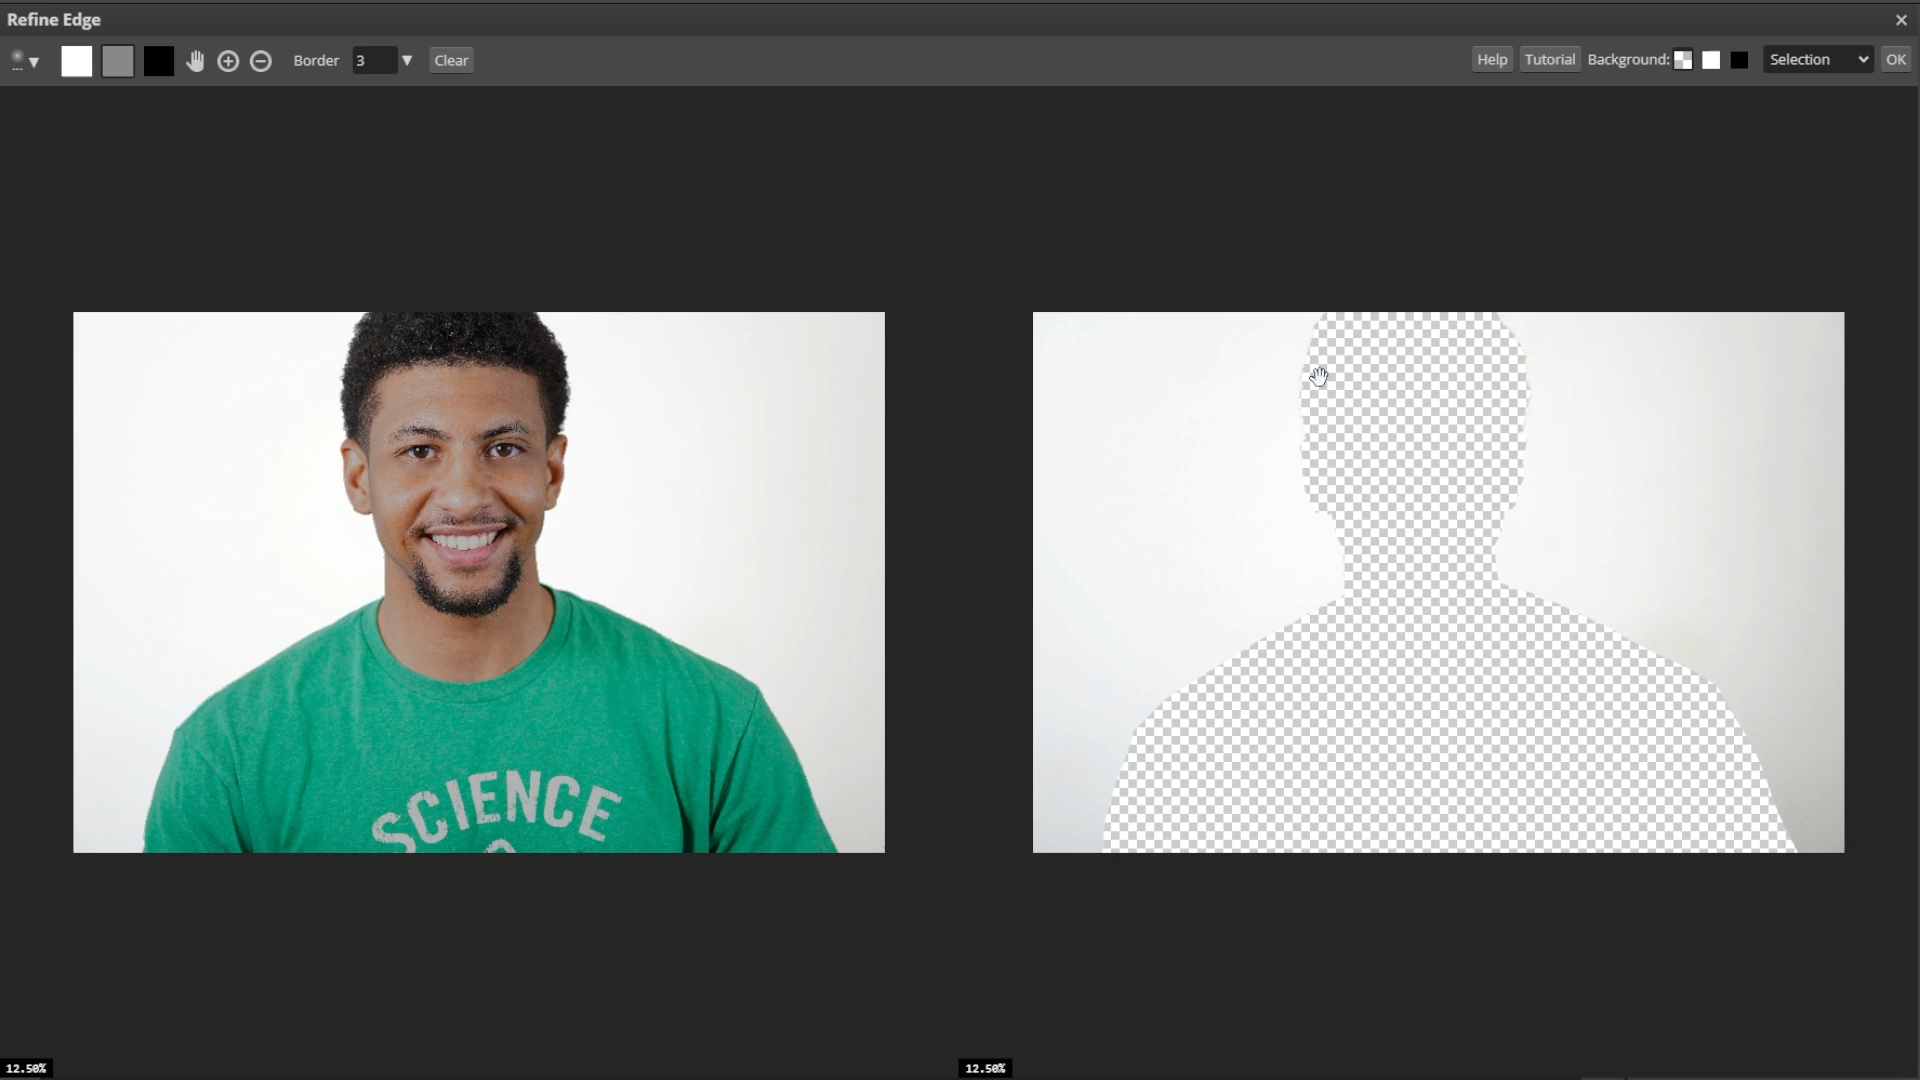 Refine Edge
Border 3 Clear Help Tutorial Background: Selection OK
SCIENCE
12.50% 12.50%